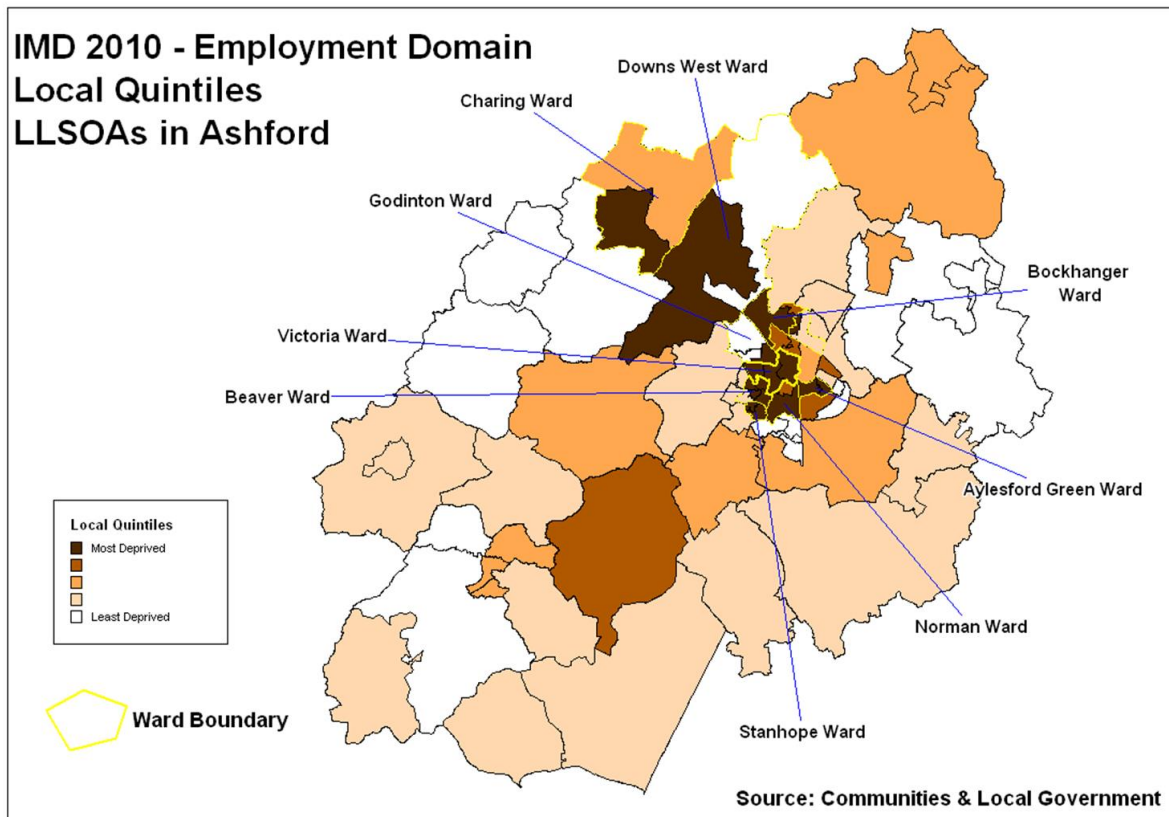 IMD 2010 - Employment Domain
Local Quintiles
LLSOAs in Ashford
Downs West Ward
Charing Ward
Godinton Ward
Bockhanger
Ward
Victoria Ward
Beaver Ward
Aylesford Green Ward
Norman Ward
Stanhope Ward
Local Quintiles
Most Deprived
Least Deprived
Ward Boundary
Source: Communities & Local Government